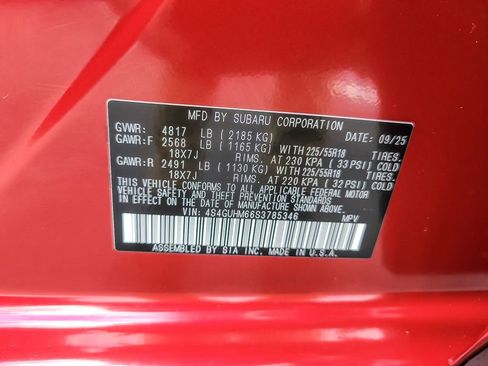 MFD BY SUBARU CORPORATION
GVWR: 4817 LB (2185 KG) DATE: 09/25
GAWR:F 2568 LB (1165 KG) WITH 225/55R18 TIRES.
18X7J RIMS. AT 230 KPA (33 PSI) COLD
GAWR:R 2491 LB (1130 KG) WITH 225/55R18 TIRES.
18X7J RIMS. AT 220 KPA (32 PSI) COLD
THIS VEHICLE CONFORMS TO ALL APPLICABLE FEDERAL MOTOR
VEHICLE SAFETY AND THEFT PREVENTION STANDARDS
IN EFFECT ON THE DATE OF MANUFACTURE SHOWN ABOVE.
VIN: 4S4GUHM66S3785346 MPV
ASSEMBLED BY SIA INC. MADE IN U.S.A.